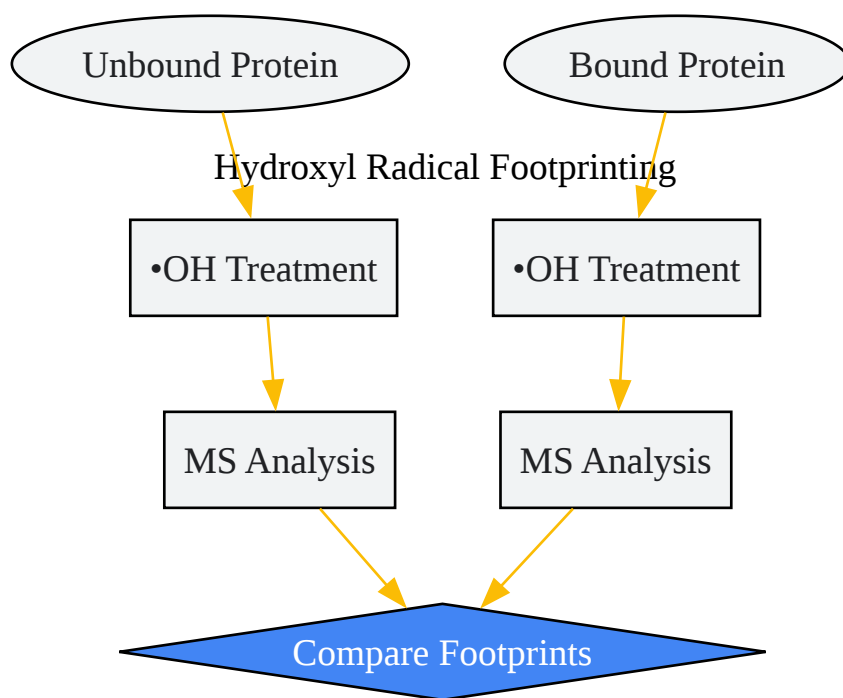 Unbound Protein
Bound Protein
Hydroxyl Radical Footprinting
•OH Treatment
•OH Treatment
MS Analysis
MS Analysis
Compare Footprints